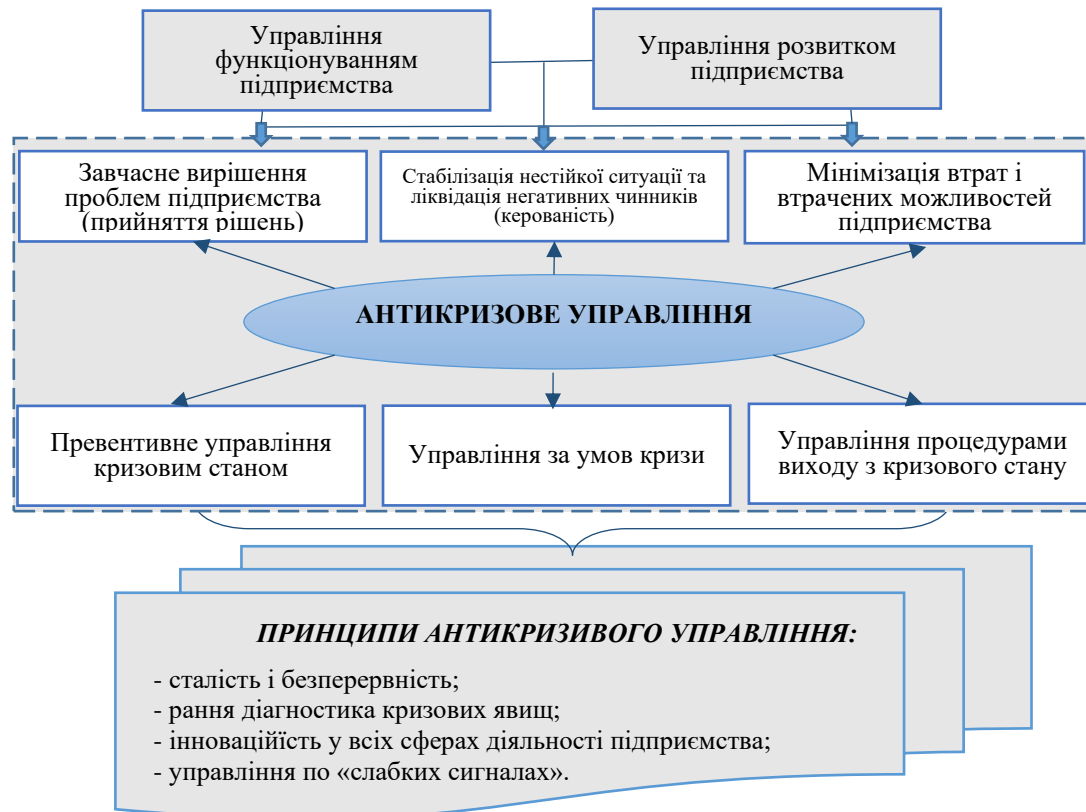 Управління
функціонуванням
підприємства
Управління розвитком
підприємства
Завчасне вирішення
проблем підприємства
(прийняття рішень)
Стабілізація нестійкої ситуації та
ліквідація негативних чинників
(керованість)
Мінімізація втрат і
втрачених можливостей
підприємства
АНТИКРИЗОВЕ УПРАВЛІННЯ
Превентивне управління
кризовим станом
Управління за умов кризи
Управління процедурами
виходу з кризового стану
ПРИНЦИПИ АНТИКРИЗИВОГО УПРАВЛІННЯ:
- сталість і безперервність;
- рання діагностика кризових явищ;
- інноваційїість у всіх сферах діяльності підприємства;
- управління по «слабких сигналах».